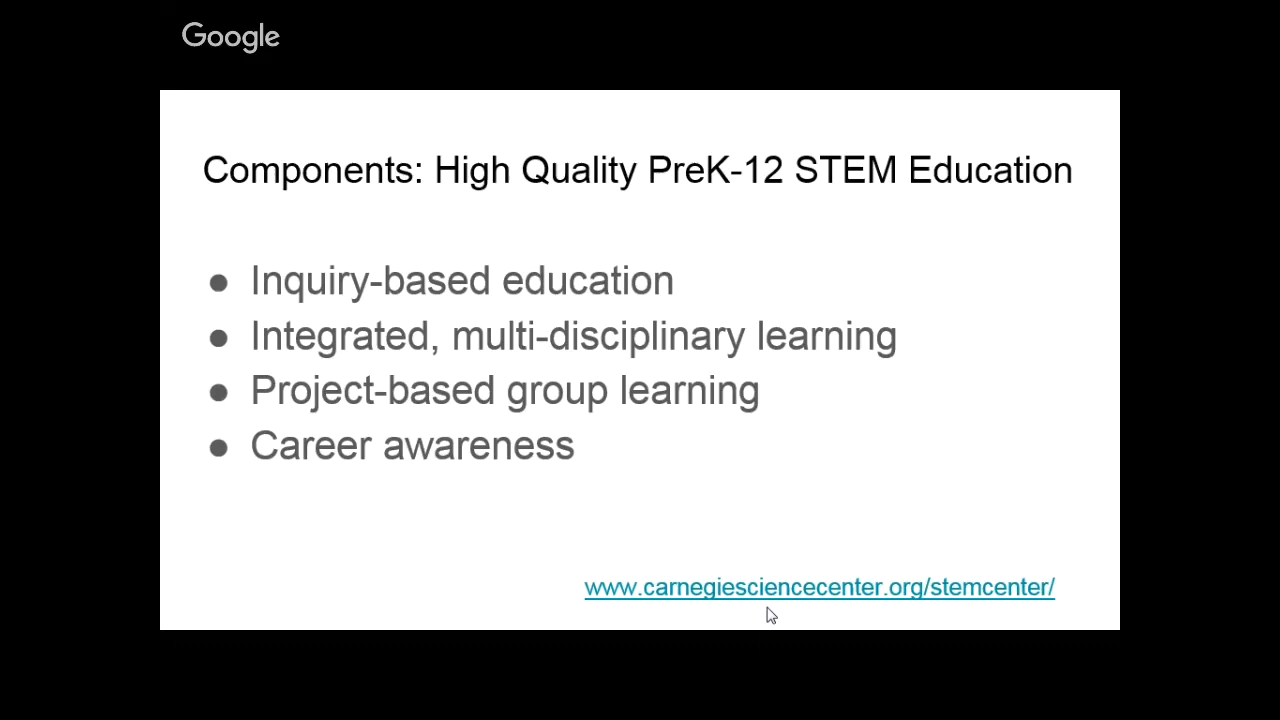 Google
Components: High Quality PreK-12 STEM Education
● Inquiry-based education
● Integrated, multi-disciplinary learning
● Project-based group learning
● Career awareness
www.carnegiesciencecenter.org/stemcenter/